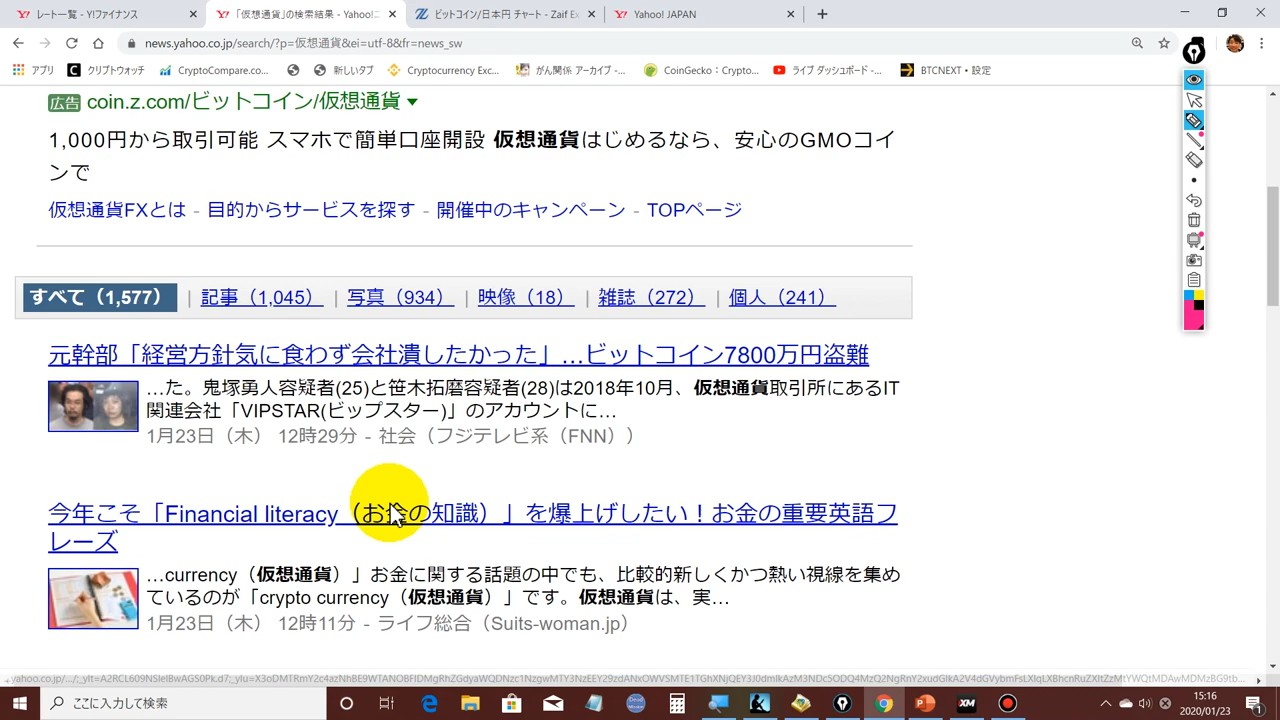 レート一覧 - Y!ファイナンス
「仮想通貨」の検索結果 - Yahoo!ニ
ビットコイン/日本円 チャート - Zaif Ex
Yahoo! JAPAN
news.yahoo.co.jp/search/?p=仮想通貨&ei=utf-8&fr=news_sw
アプリ
クリプトウォッチ
CryptoCompare.co...
新しいタブ
Cryptocurrency Exc...
がん関係 アーカイブ -...
CoinGecko：Cryptoc...
ライブ ダッシュボード -...
BTCNEXT・設定
広告 coin.z.com/ビットコイン/仮想通貨
1,000円から取引可能 スマホで簡単口座開設 仮想通貨はじめるなら、安心のGMOコイ
ンで
仮想通貨FXとは - 目的からサービスを探す - 開催中のキャンペーン - TOPページ
すべて（1,577） | 記事（1,045） | 写真（934） | 映像（18） | 雑誌（272） | 個人（241）
元幹部「経営方針気に食わず会社潰したかった」…ビットコイン7800万円盗難
…た。鬼塚勇人容疑者(25)と笹木拓磨容疑者(28)は2018年10月、仮想通貨取引所にあるIT
関連会社「VIPSTAR(ビップスター)」のアカウントに…
1月23日（木） 12時29分 - 社会（フジテレビ系（FNN））
今年こそ「Financial literacy（お金の知識）」を爆上げしたい！お金の重要英語フ
レーズ
…currency（仮想通貨）」お金に関する話題の中でも、比較的新しくかつ熱い視線を集め
ているのが「crypto currency（仮想通貨）」です。仮想通貨は、実…
1月23日（木） 12時11分 - ライフ総合（Suits-woman.jp）
ここに入力して検索
15:16
2020/01/23